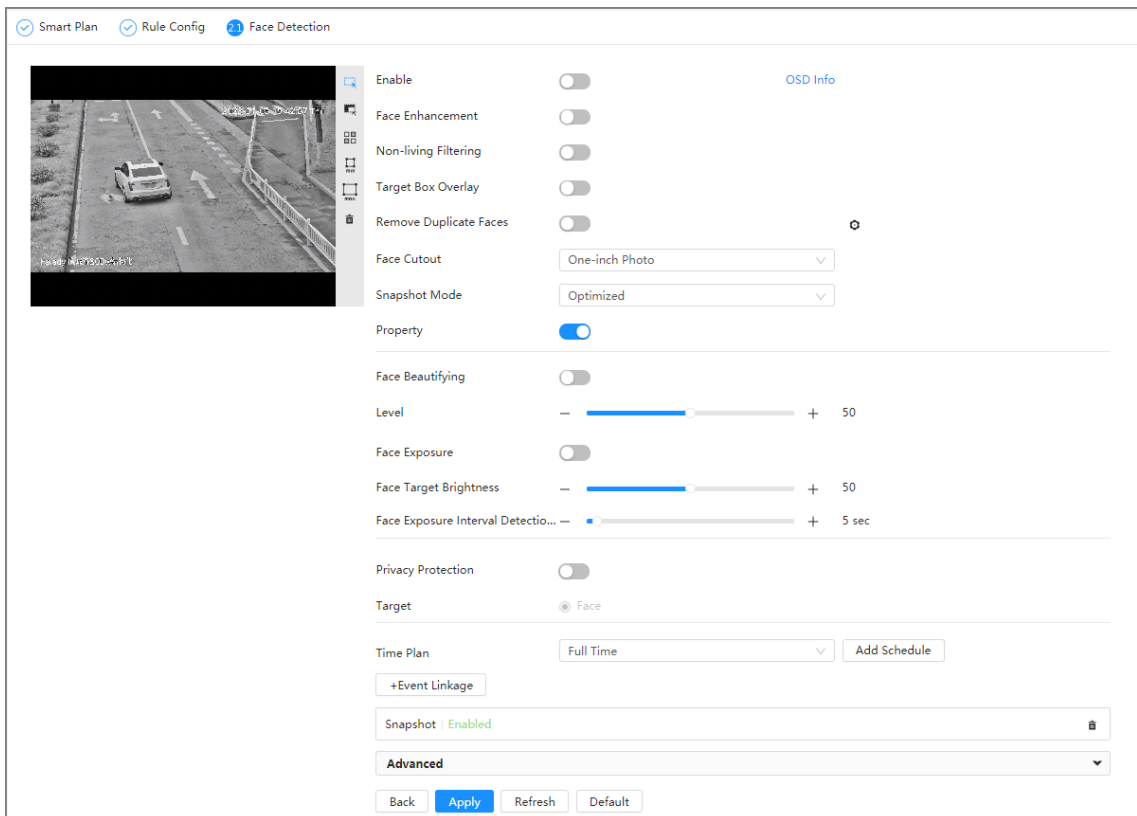 Smart Plan Rule Config 2.1 Face Detection
Enable OSD Info
Face Enhancement
Non-living Filtering
min
Target Box Overlay
max
Remove Duplicate Faces
Face Cutout One-inch Photo
Snapshot Mode Optimized
Property
Face Beautifying
Level − + 50
Face Exposure
Face Target Brightness − + 50
Face Exposure Interval Detectio... − + 5 sec
Privacy Protection
Target Face
Time Plan Full Time Add Schedule
+Event Linkage
Snapshot | Enabled
Advanced
Back Apply Refresh Default